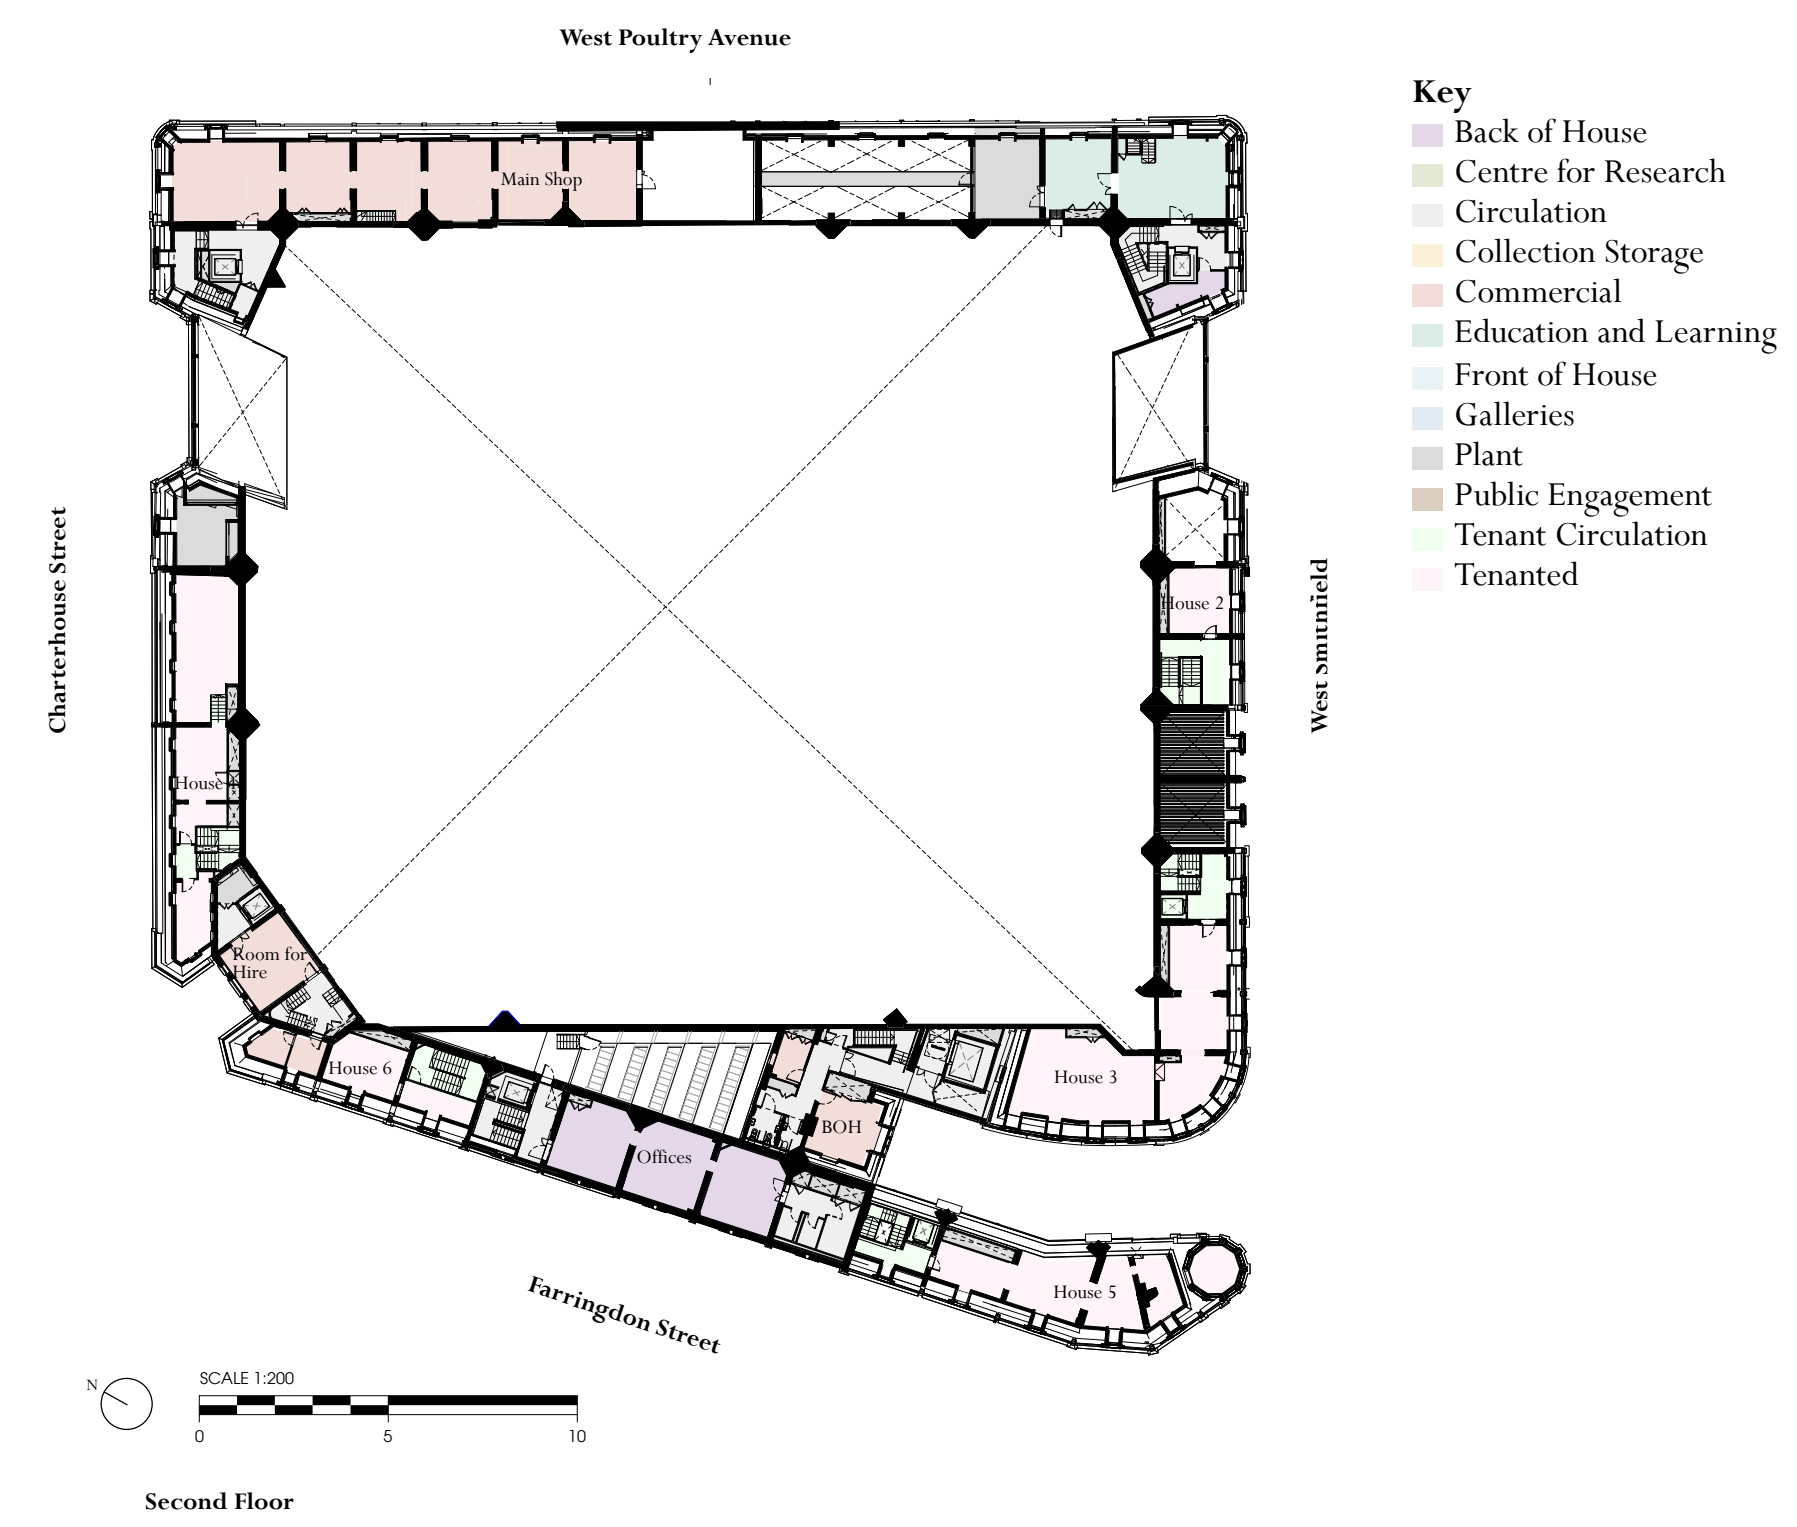 West Poultry Avenue
Key
Back of House
Centre for Research
Circulation
Collection Storage
Commercial
Education and Learning
Front of House
Galleries
Plant
Public Engagement
Tenant Circulation
Tenanted
Main Shop
Charterhouse Street
West Smithfield
House 2
House
Room for
Hire
House 6
House 3
BOH
Offices
House 5
Farringdon Street
N
SCALE 1:200
0
5
10
Second Floor